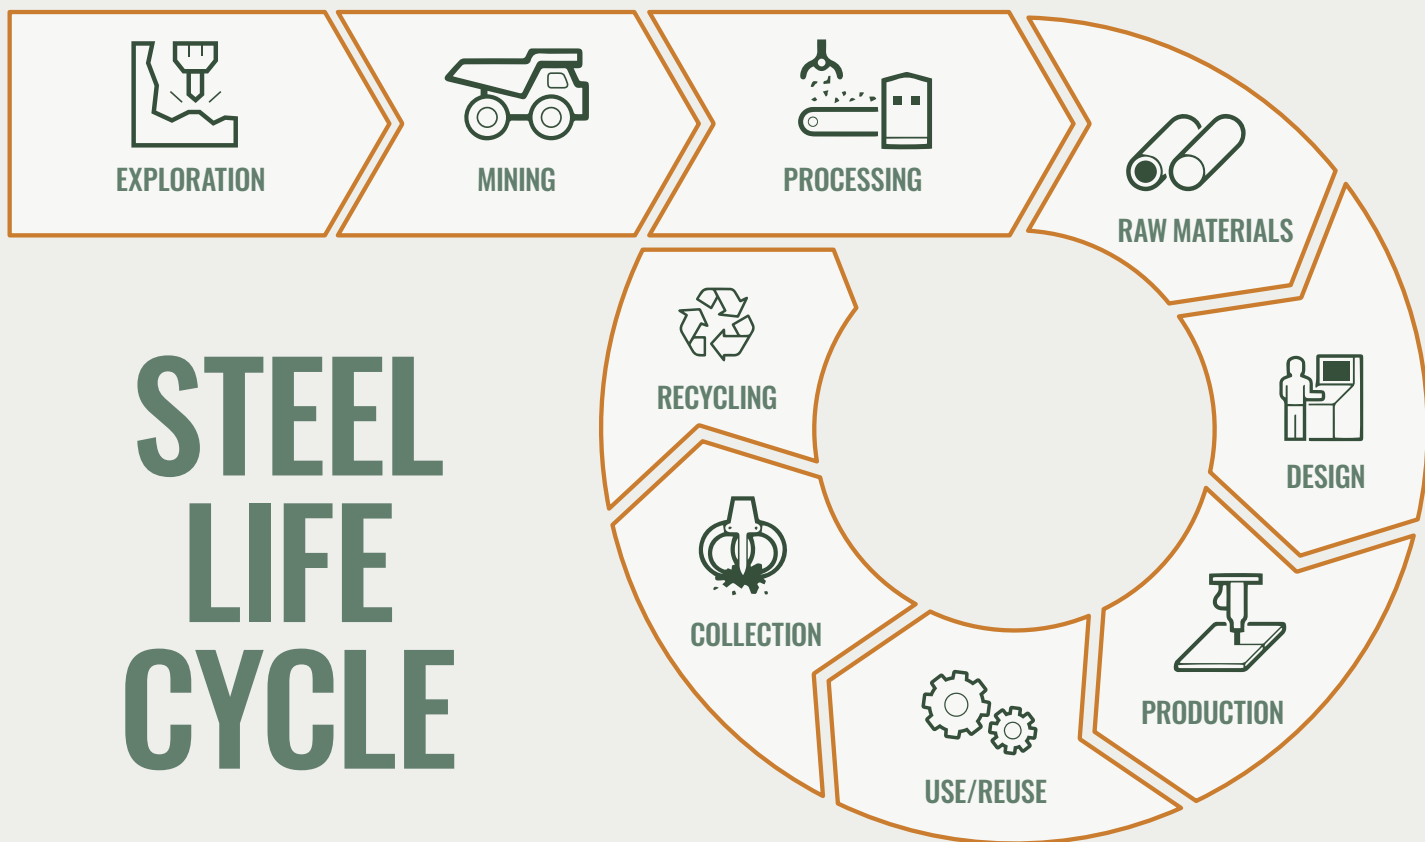 EXPLORATION
MINING
PROCESSING
RAW MATERIALS
DESIGN
PRODUCTION
USE/REUSE
COLLECTION
RECYCLING
STEEL
LIFE
CYCLE